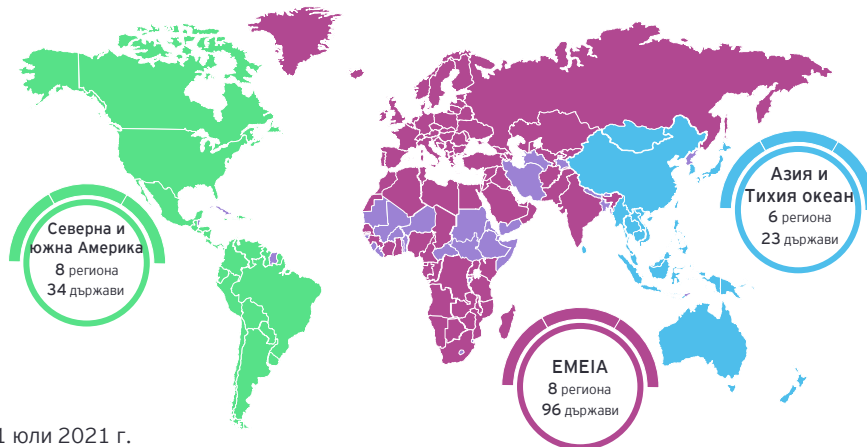 Северна и
южна Америка
8 региона
34 държави
Азия и
Тихия океан
6 региона
23 държави
EMEIA
8 региона
96 държави
1 юли 2021 г.